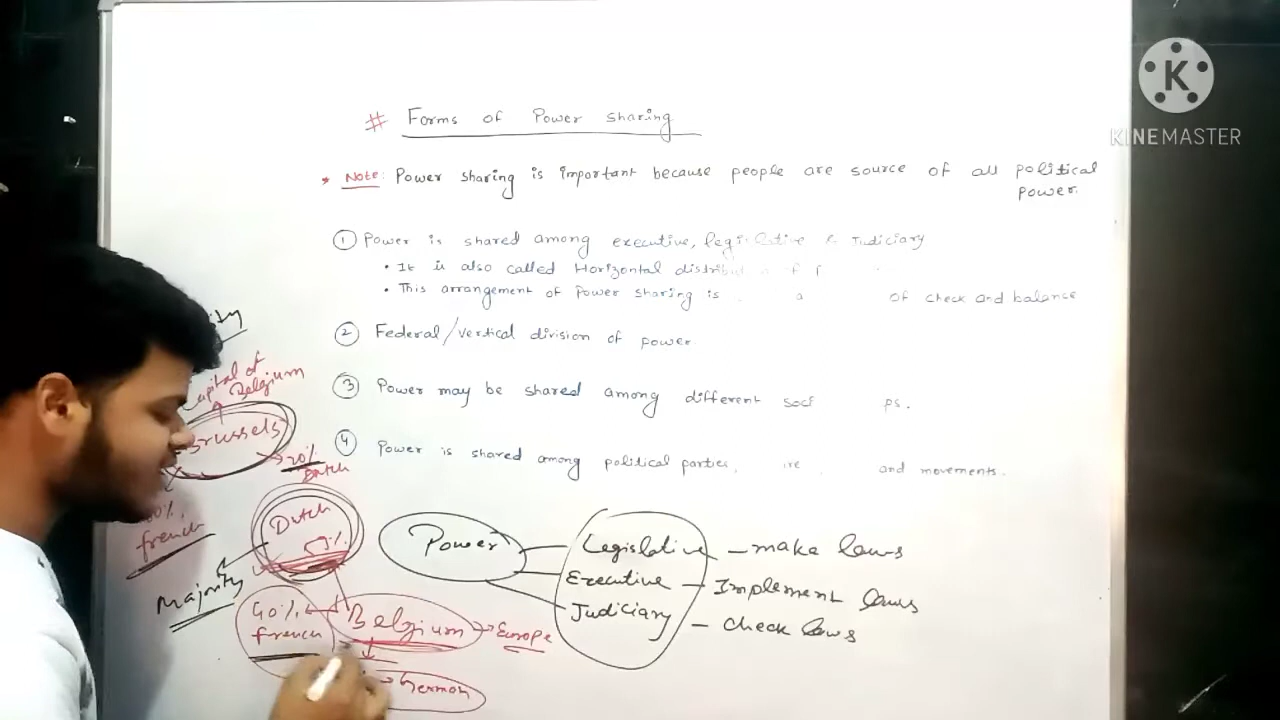 # Forms of Power sharing
* Note: Power sharing is important because people are source of all political
power.
① Power is shared among executive, legislative & Judiciary
• It is also called Horizontal distrib
• This arrangement of Power sharing is a of check and balance
② Federal/vertical division of power
③ Power may be shared among different
④ Power is shared among political parties, and movements.
Capital of
Belgium
Brussels
20%
Dutch
french
Dutch
Majority
40%
french
Belgium
Europe
German
Power
Legislative - make laws
Executive - Implement laws
Judiciary - check laws
K
KINEMASTER